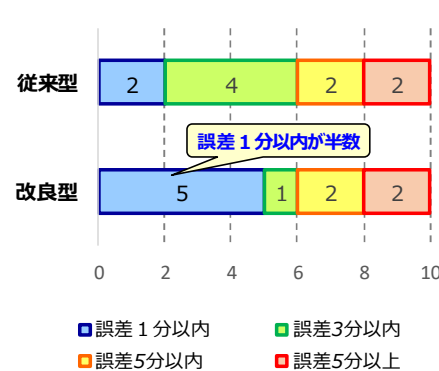 従来型
2 4 2 2
誤差１分以内が半数
改良型
5 1 2 2
0 2 4 6 8 10
誤差１分以内 誤差3分以内
誤差5分以内 誤差5分以上